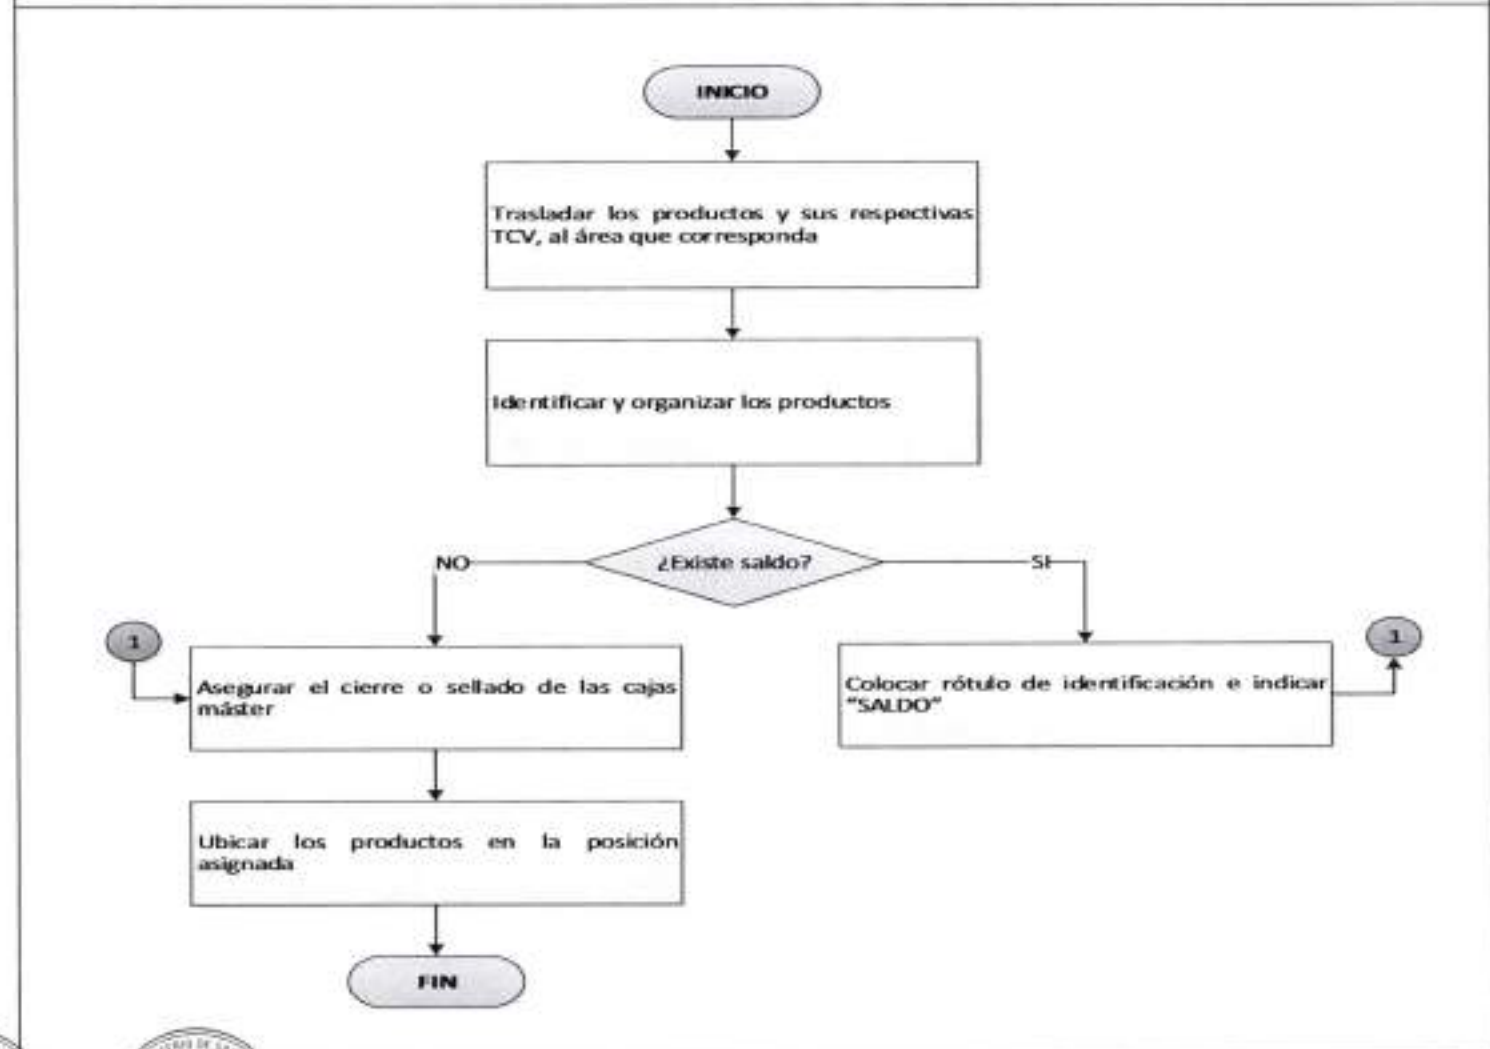 INICIO
Trasladar los productos y sus respectivas
TCV, al área que corresponda
Identificar y organizar los productos
¿Existe saldo?
NO
SI
1
1
Asegurar el cierre o sellado de las cajas
máster
Colocar rótulo de identificación e indicar
"SALDO"
Ubicar los productos en la posición
asignada
FIN